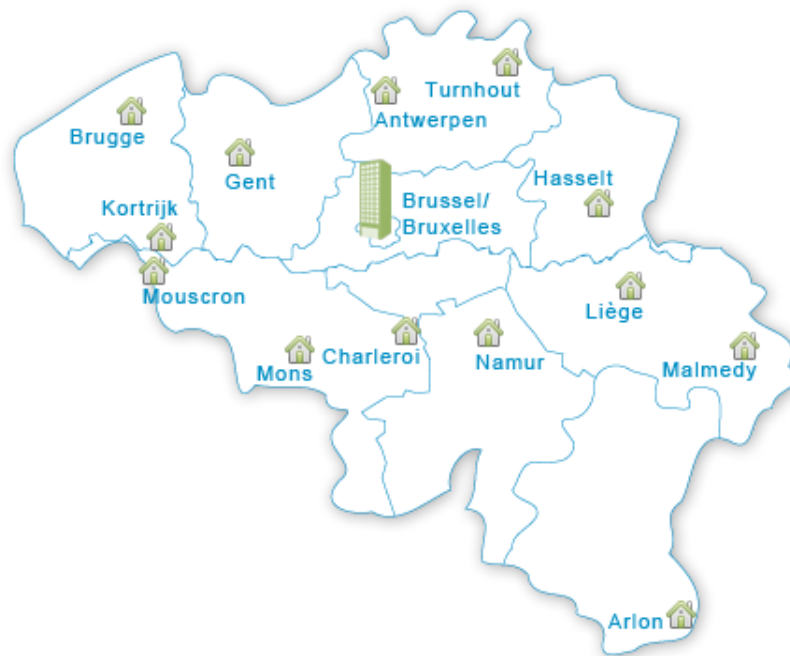 Turnhout
Antwerpen
Brugge
Gent
Hasselt
Brussel/
Bruxelles
Kortrijk
Mouscron
Liège
Charleroi
Namur
Malmedy
Mons
Arlon